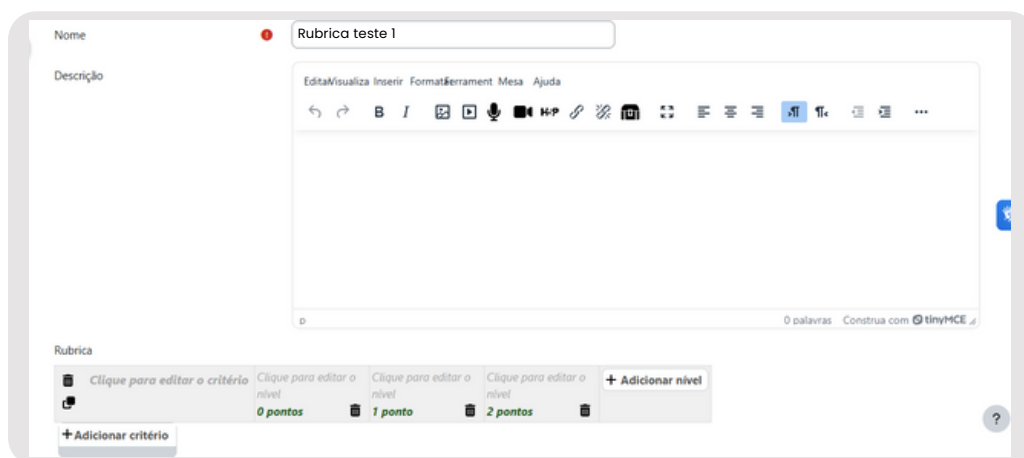 Nome
Rubrica teste 1
Descrição
EditarVisualiza Inserir FormataFerrament Mesa Ajuda
B I H-P
p
0 palavras Construa com tinyMCE
Rubrica
Clique para editar o critério
Clique para editar o
nível
0 pontos
Clique para editar o
nível
1 ponto
Clique para editar o
nível
2 pontos
+ Adicionar nível
+Adicionar critério
?